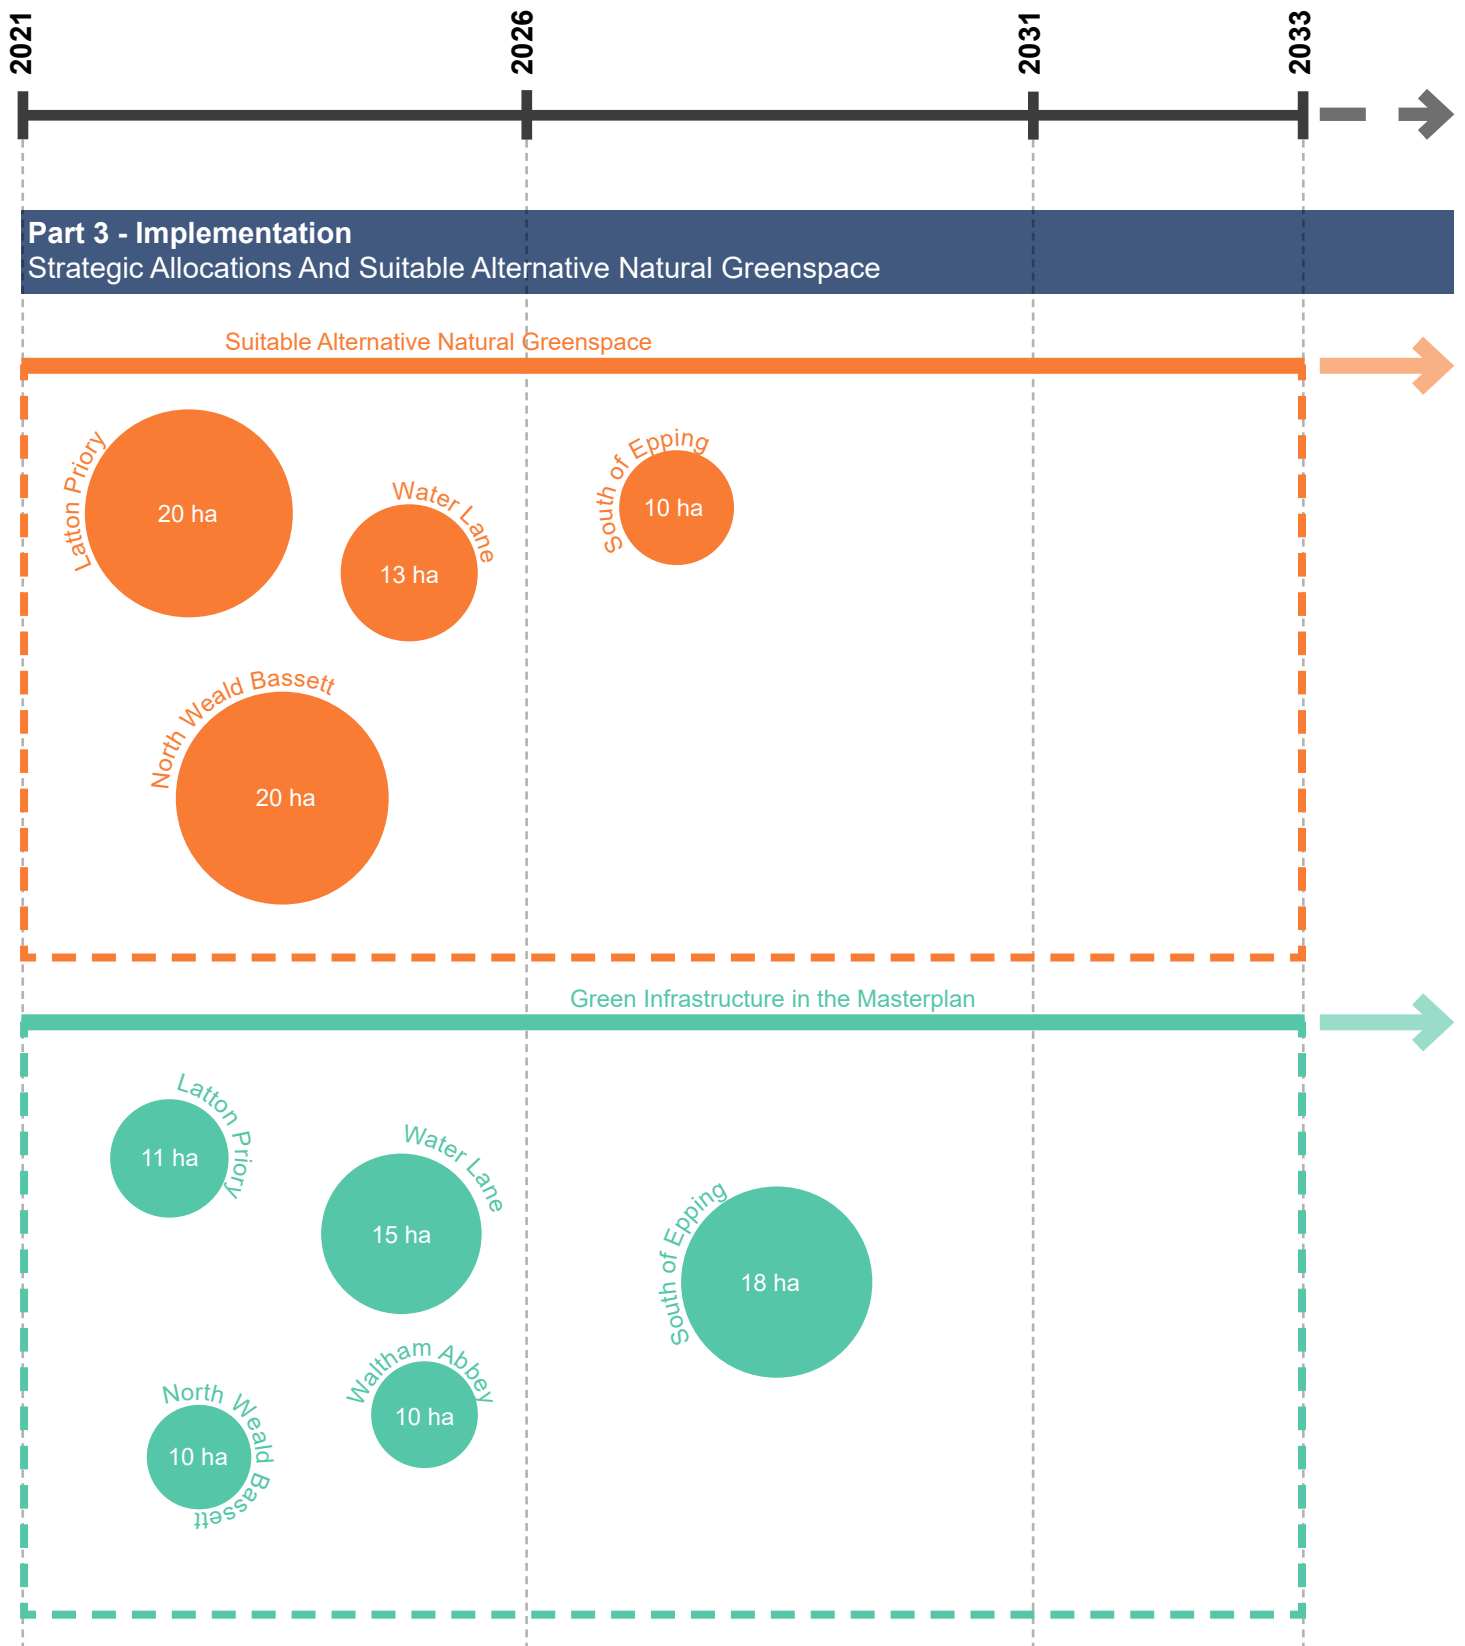 2021
2026
2031
2033
Part 3 - Implementation
Strategic Allocations And Suitable Alternative Natural Greenspace
Suitable Alternative Natural Greenspace
Latton Priory
20 ha
Water Lane
13 ha
South of Epping
10 ha
North Weald Bassett
20 ha
Green Infrastructure in the Masterplan
Latton Priory
11 ha
Water Lane
15 ha
South of Epping
18 ha
Waltham Abbey
10 ha
North Weald Bassett
10 ha